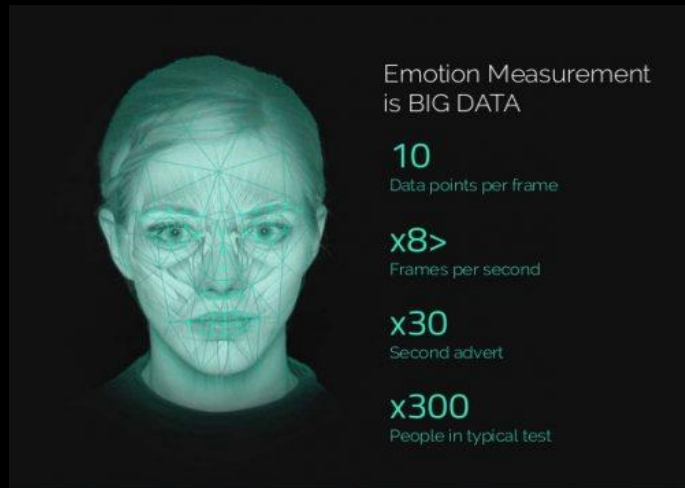 Emotion Measurement
is BIG DATA
10
Data points per frame
x8>
Frames per second
x30
Second advert
x300
People in typical test